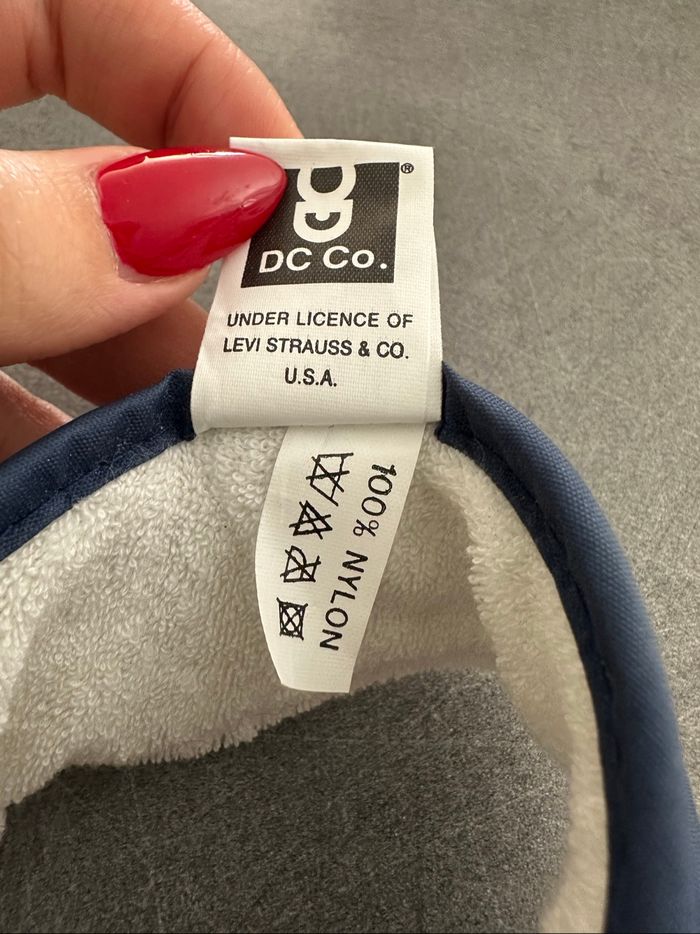 ®
DC Co.
UNDER LICENCE OF
LEVI STRAUSS & CO.
U.S.A.
100% NYLON